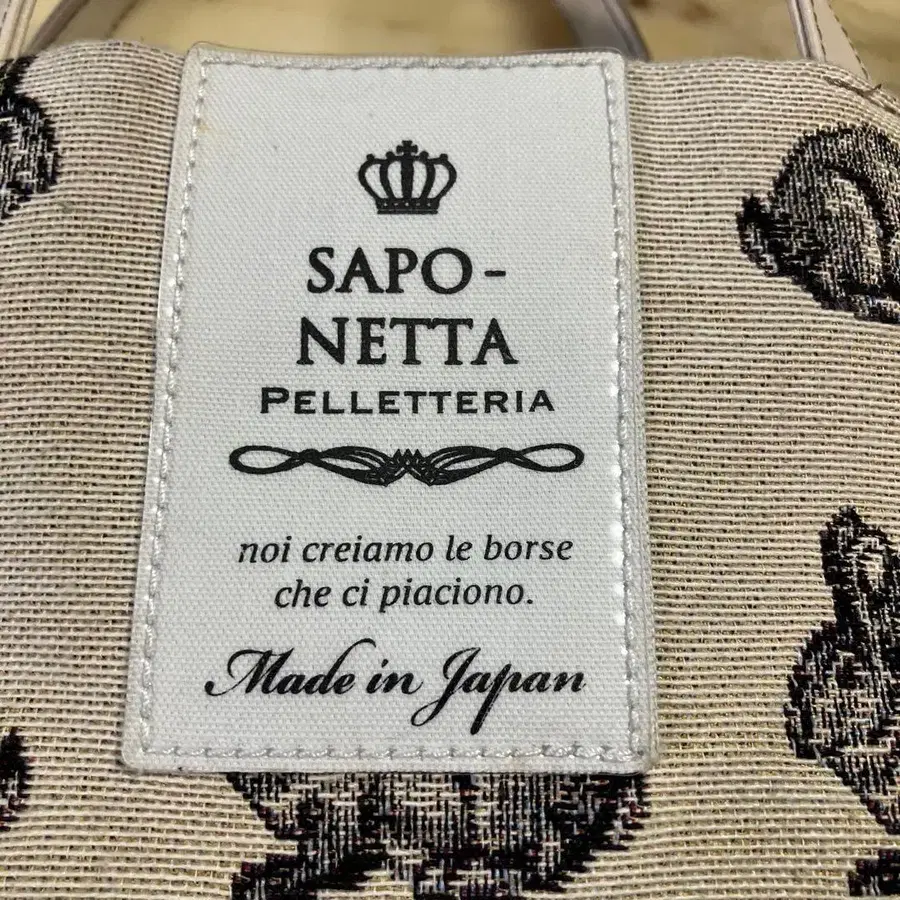 SAPO-
NETTA
PELLETTERIA
noi creiamo le borse
che ci piaciono.
Made in Japan